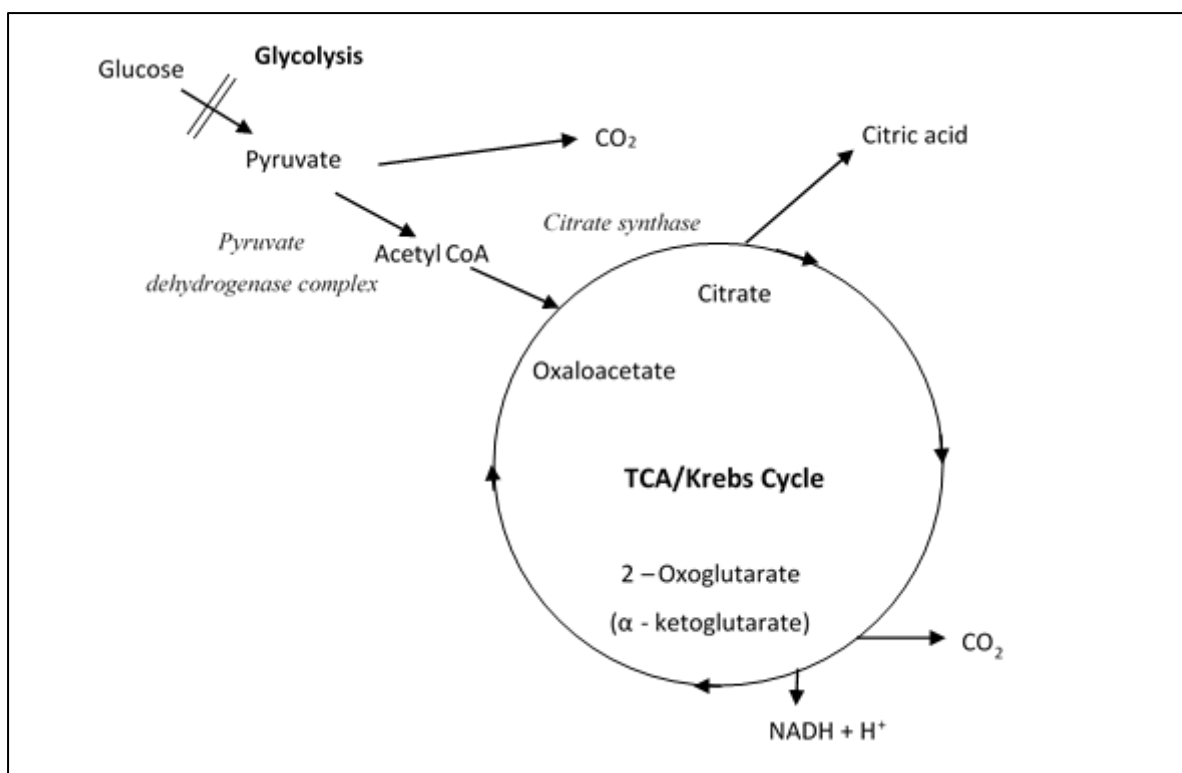 Glycolysis
Glucose
CO₂
Citric acid
Pyruvate
Citrate synthase
Pyruvate
dehydrogenase complex
Acetyl CoA
Citrate
Oxaloacetate
TCA/Krebs Cycle
2 – Oxoglutarate
(α - ketoglutarate)
CO₂
NADH + H⁺